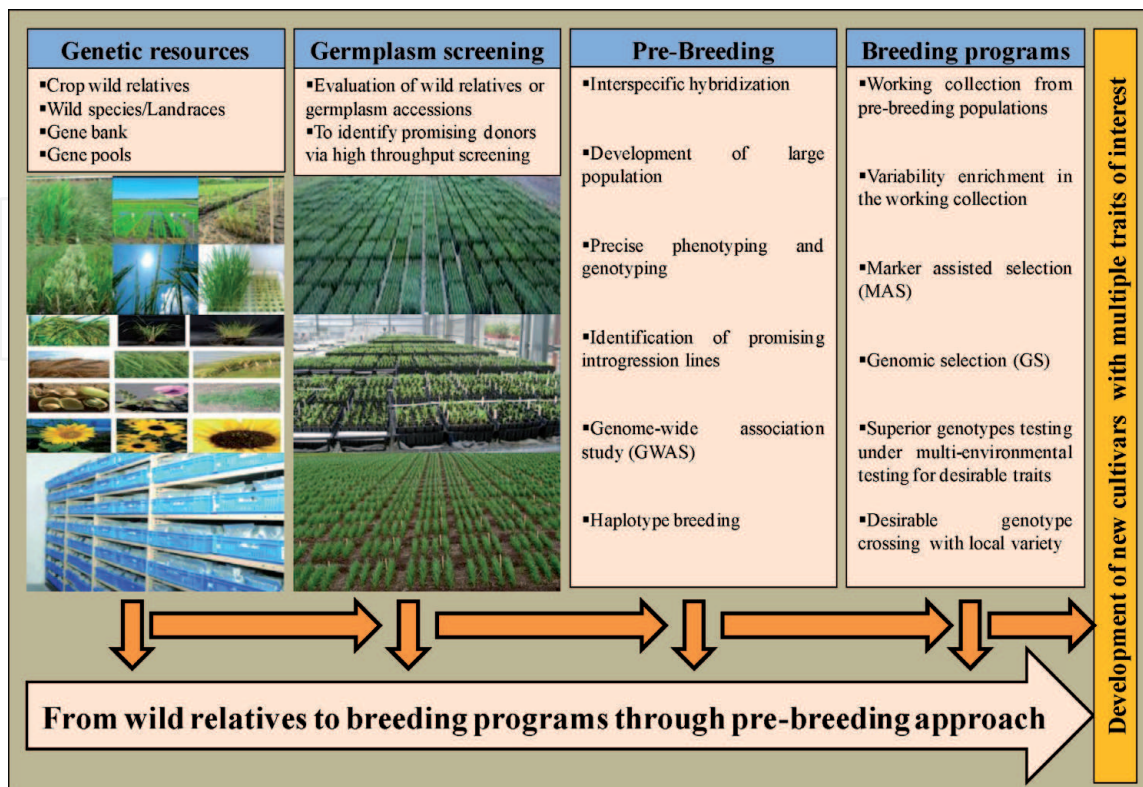 Genetic resources
▪Crop wild relatives
▪Wild species/Landraces
▪Gene bank
▪Gene pools
Germplasm screening
▪Evaluation of wild relatives or
germplasm accessions
▪To identify promising donors
via high throughput screening
Pre-Breeding
▪Interspecific hybridization
▪Development of large
population
▪Precise phenotyping and
genotyping
▪Identification of promising
introgression lines
▪Genome-wide association
study (GWAS)
▪Haplotype breeding
Breeding programs
▪Working collection from
pre-breeding populations
▪Variability enrichment in
the working collection
▪Marker assisted selection
(MAS)
▪Genomic selection (GS)
▪Superior genotypes testing
under multi-environmental
testing for desirable traits
▪Desirable genotype
crossing with local variety
Development of new cultivars with multiple traits of interest
From wild relatives to breeding programs through pre-breeding approach